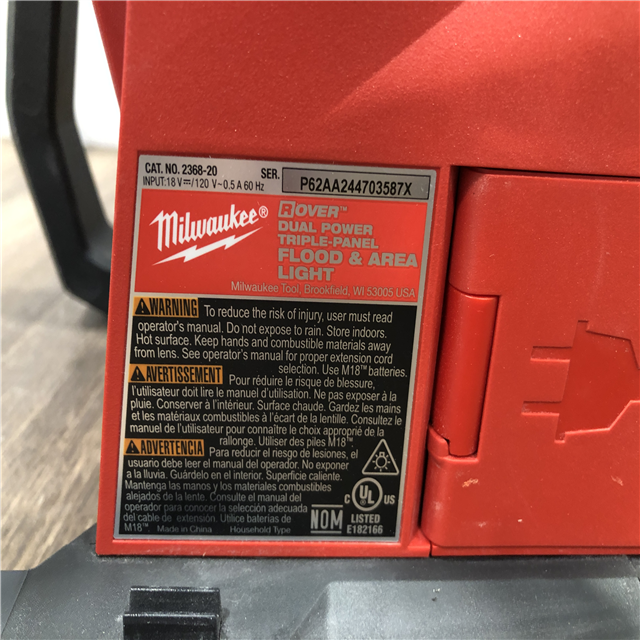 CAT. NO. 2368-20 SER. P62AA244703587X
INPUT:18 V⎓/120 V~0.5 A 60 Hz
Milwaukee®
ROVER™
DUAL POWER
TRIPLE-PANEL
FLOOD & AREA
LIGHT
Milwaukee Tool, Brookfield, WI 53005 USA
WARNING To reduce the risk of injury, user must read
operator's manual. Do not expose to rain. Store indoors.
Hot surface. Keep hands and combustible materials away
from lens. See operator's manual for proper extension cord
selection. Use M18™ batteries.
AVERTISSEMENT Pour réduire le risque de blessure,
l'utilisateur doit lire le manuel d'utilisation. Ne pas exposer à la
pluie. Conserver à l'intérieur. Surface chaude. Gardez les mains
et les matériaux combustibles à l'écart de la lentille. Consultez le
manuel de l'utilisateur pour connaître le choix approprié de la
rallonge. Utiliser des piles M18™.
ADVERTENCIA Para reducir el riesgo de lesiones, el
usuario debe leer el manual del operador. No exponer
a la lluvia. Guárdelo en el interior. Superficie caliente.
Mantenga las manos y los materiales combustibles
alejados de la lente. Consulte el manual del
operador para conocer la selección adecuada
del cable de extensión. Utilice baterías de
M18™. Made in China Household Type
NOM
C UL US
LISTED
E182166